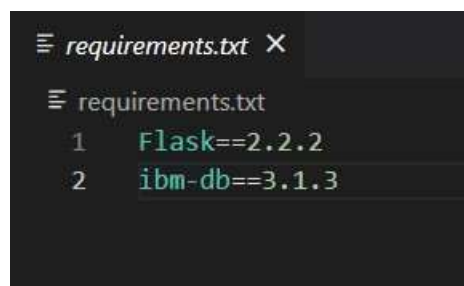 requirements.txt
requirements.txt
1 Flask==2.2.2
2 ibm-db==3.1.3